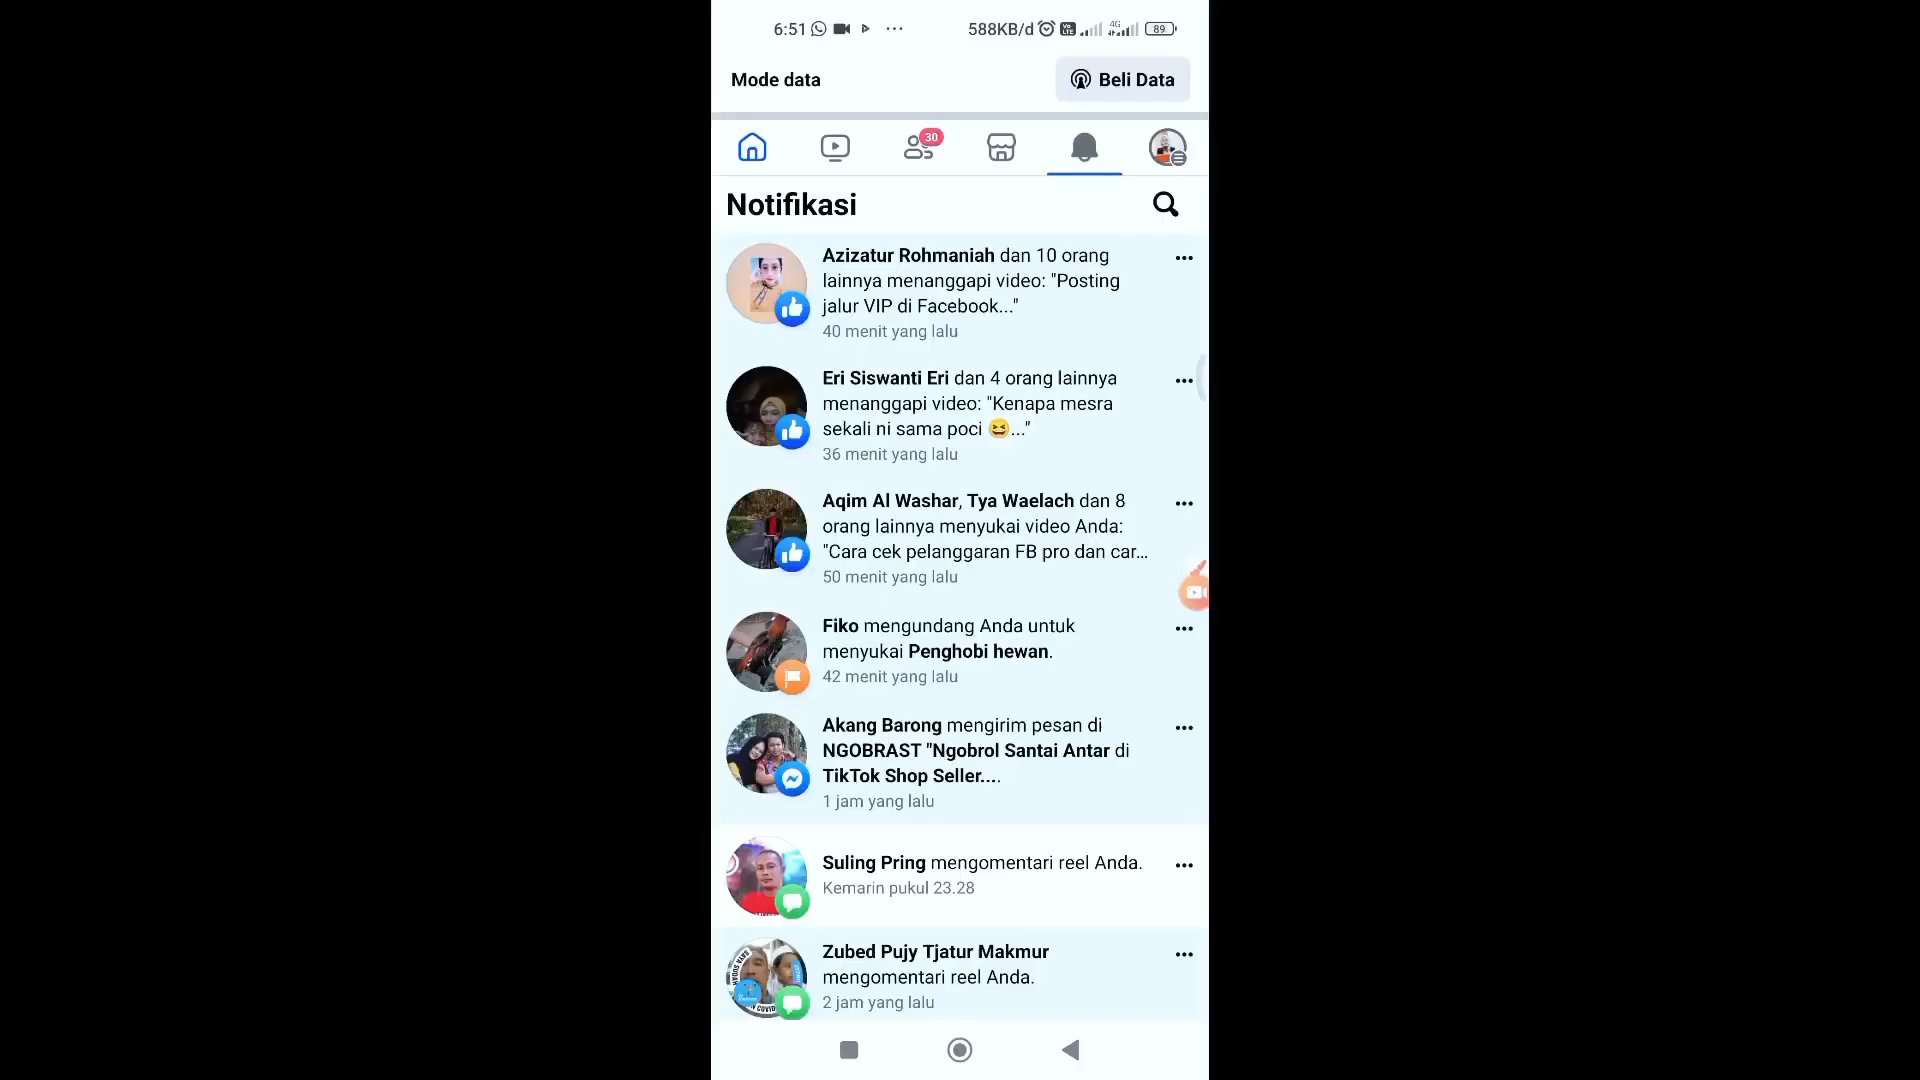 6:51 ... 588KB/d 4G 89
Mode data
Beli Data
30
Notifikasi
Azizatur Rohmaniah dan 10 orang
lainnya menanggapi video: "Posting
jalur VIP di Facebook..."
40 menit yang lalu
Eri Siswanti Eri dan 4 orang lainnya
menanggapi video: "Kenapa mesra
sekali ni sama poci 😆..."
36 menit yang lalu
Aqim Al Washar, Tya Waelach dan 8
orang lainnya menyukai video Anda:
"Cara cek pelanggaran FB pro dan car...
50 menit yang lalu
Fiko mengundang Anda untuk
menyukai Penghobi hewan.
42 menit yang lalu
Akang Barong mengirim pesan di
NGOBRAST "Ngobrol Santai Antar di
TikTok Shop Seller....
1 jam yang lalu
Suling Pring mengomentari reel Anda.
Kemarin pukul 23.28
Zubed Pujy Tjatur Makmur
mengomentari reel Anda.
2 jam yang lalu